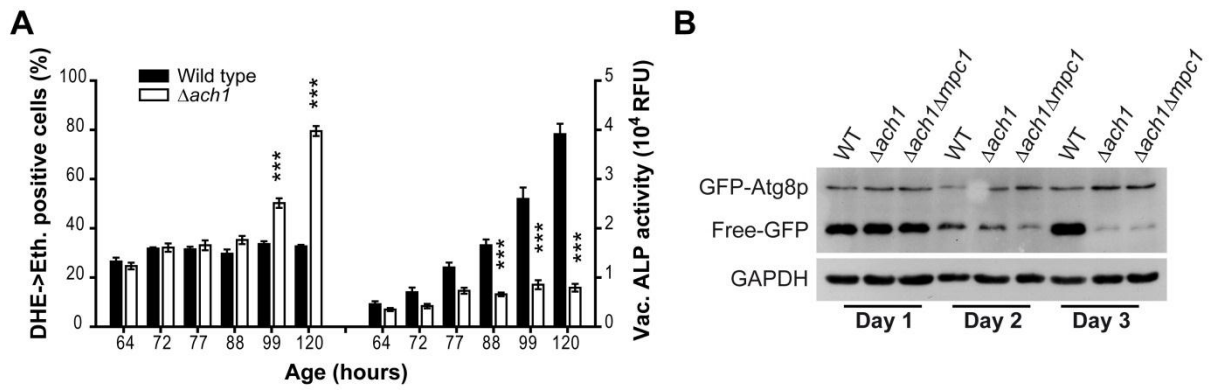 A
DHE->Eth. positive cells (%)
100
80
60
40
20
0
Wild type
Δach1
***
***
***
***
***
5
4
3
2
1
0
Vac. ALP activity (10⁴ RFU)
64 72 77 88 99 120 64 72 77 88 99 120
Age (hours)
B
WT Δach1 Δach1Δmpc1 WT Δach1 Δach1Δmpc1 WT Δach1 Δach1Δmpc1
GFP-Atg8p
Free-GFP
GAPDH
Day 1 Day 2 Day 3